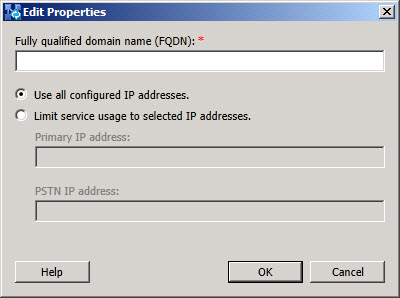 Edit Properties
Fully qualified domain name (FQDN): *
Use all configured IP addresses.
Limit service usage to selected IP addresses.
Primary IP address:
PSTN IP address:
Help OK Cancel